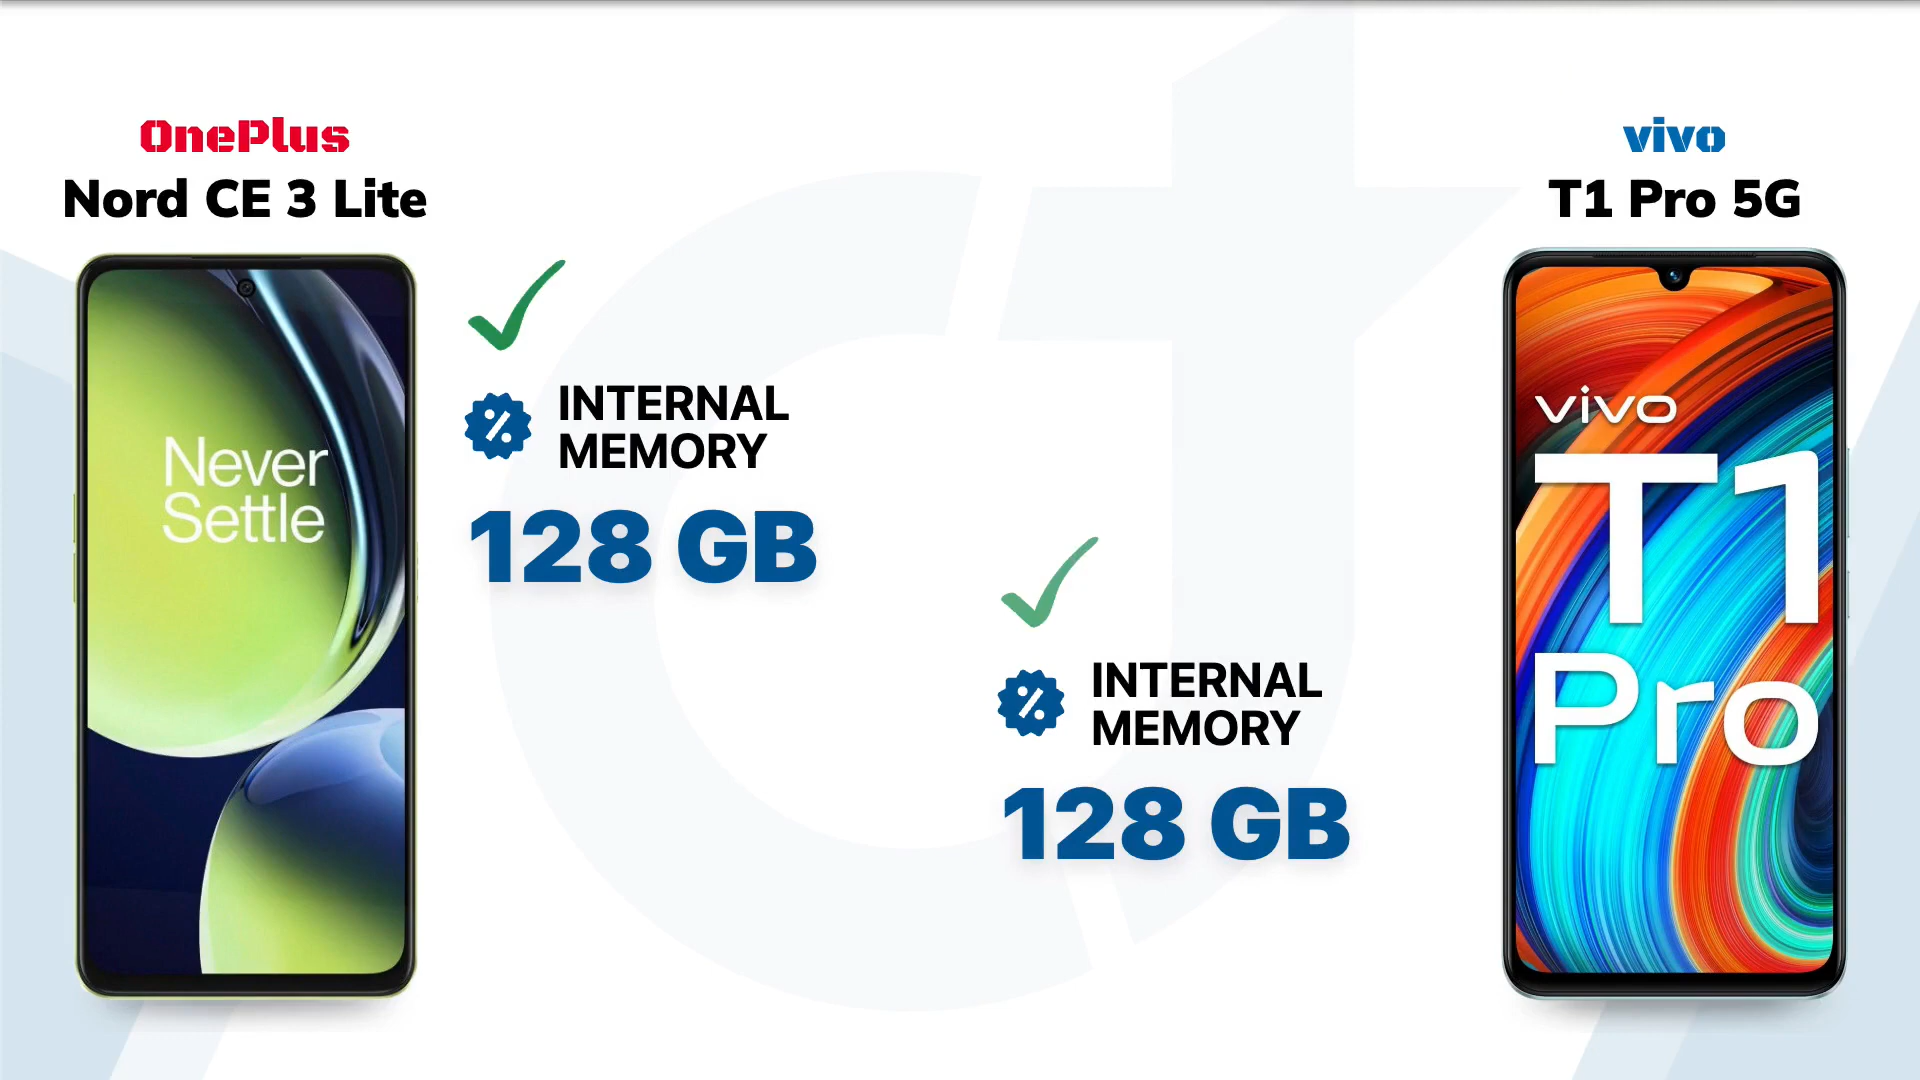 OnePlus
Nord CE 3 Lite
Never
Settle
INTERNAL
MEMORY
128 GB
vivo
T1 Pro 5G
vivo
T1
Pro
INTERNAL
MEMORY
128 GB